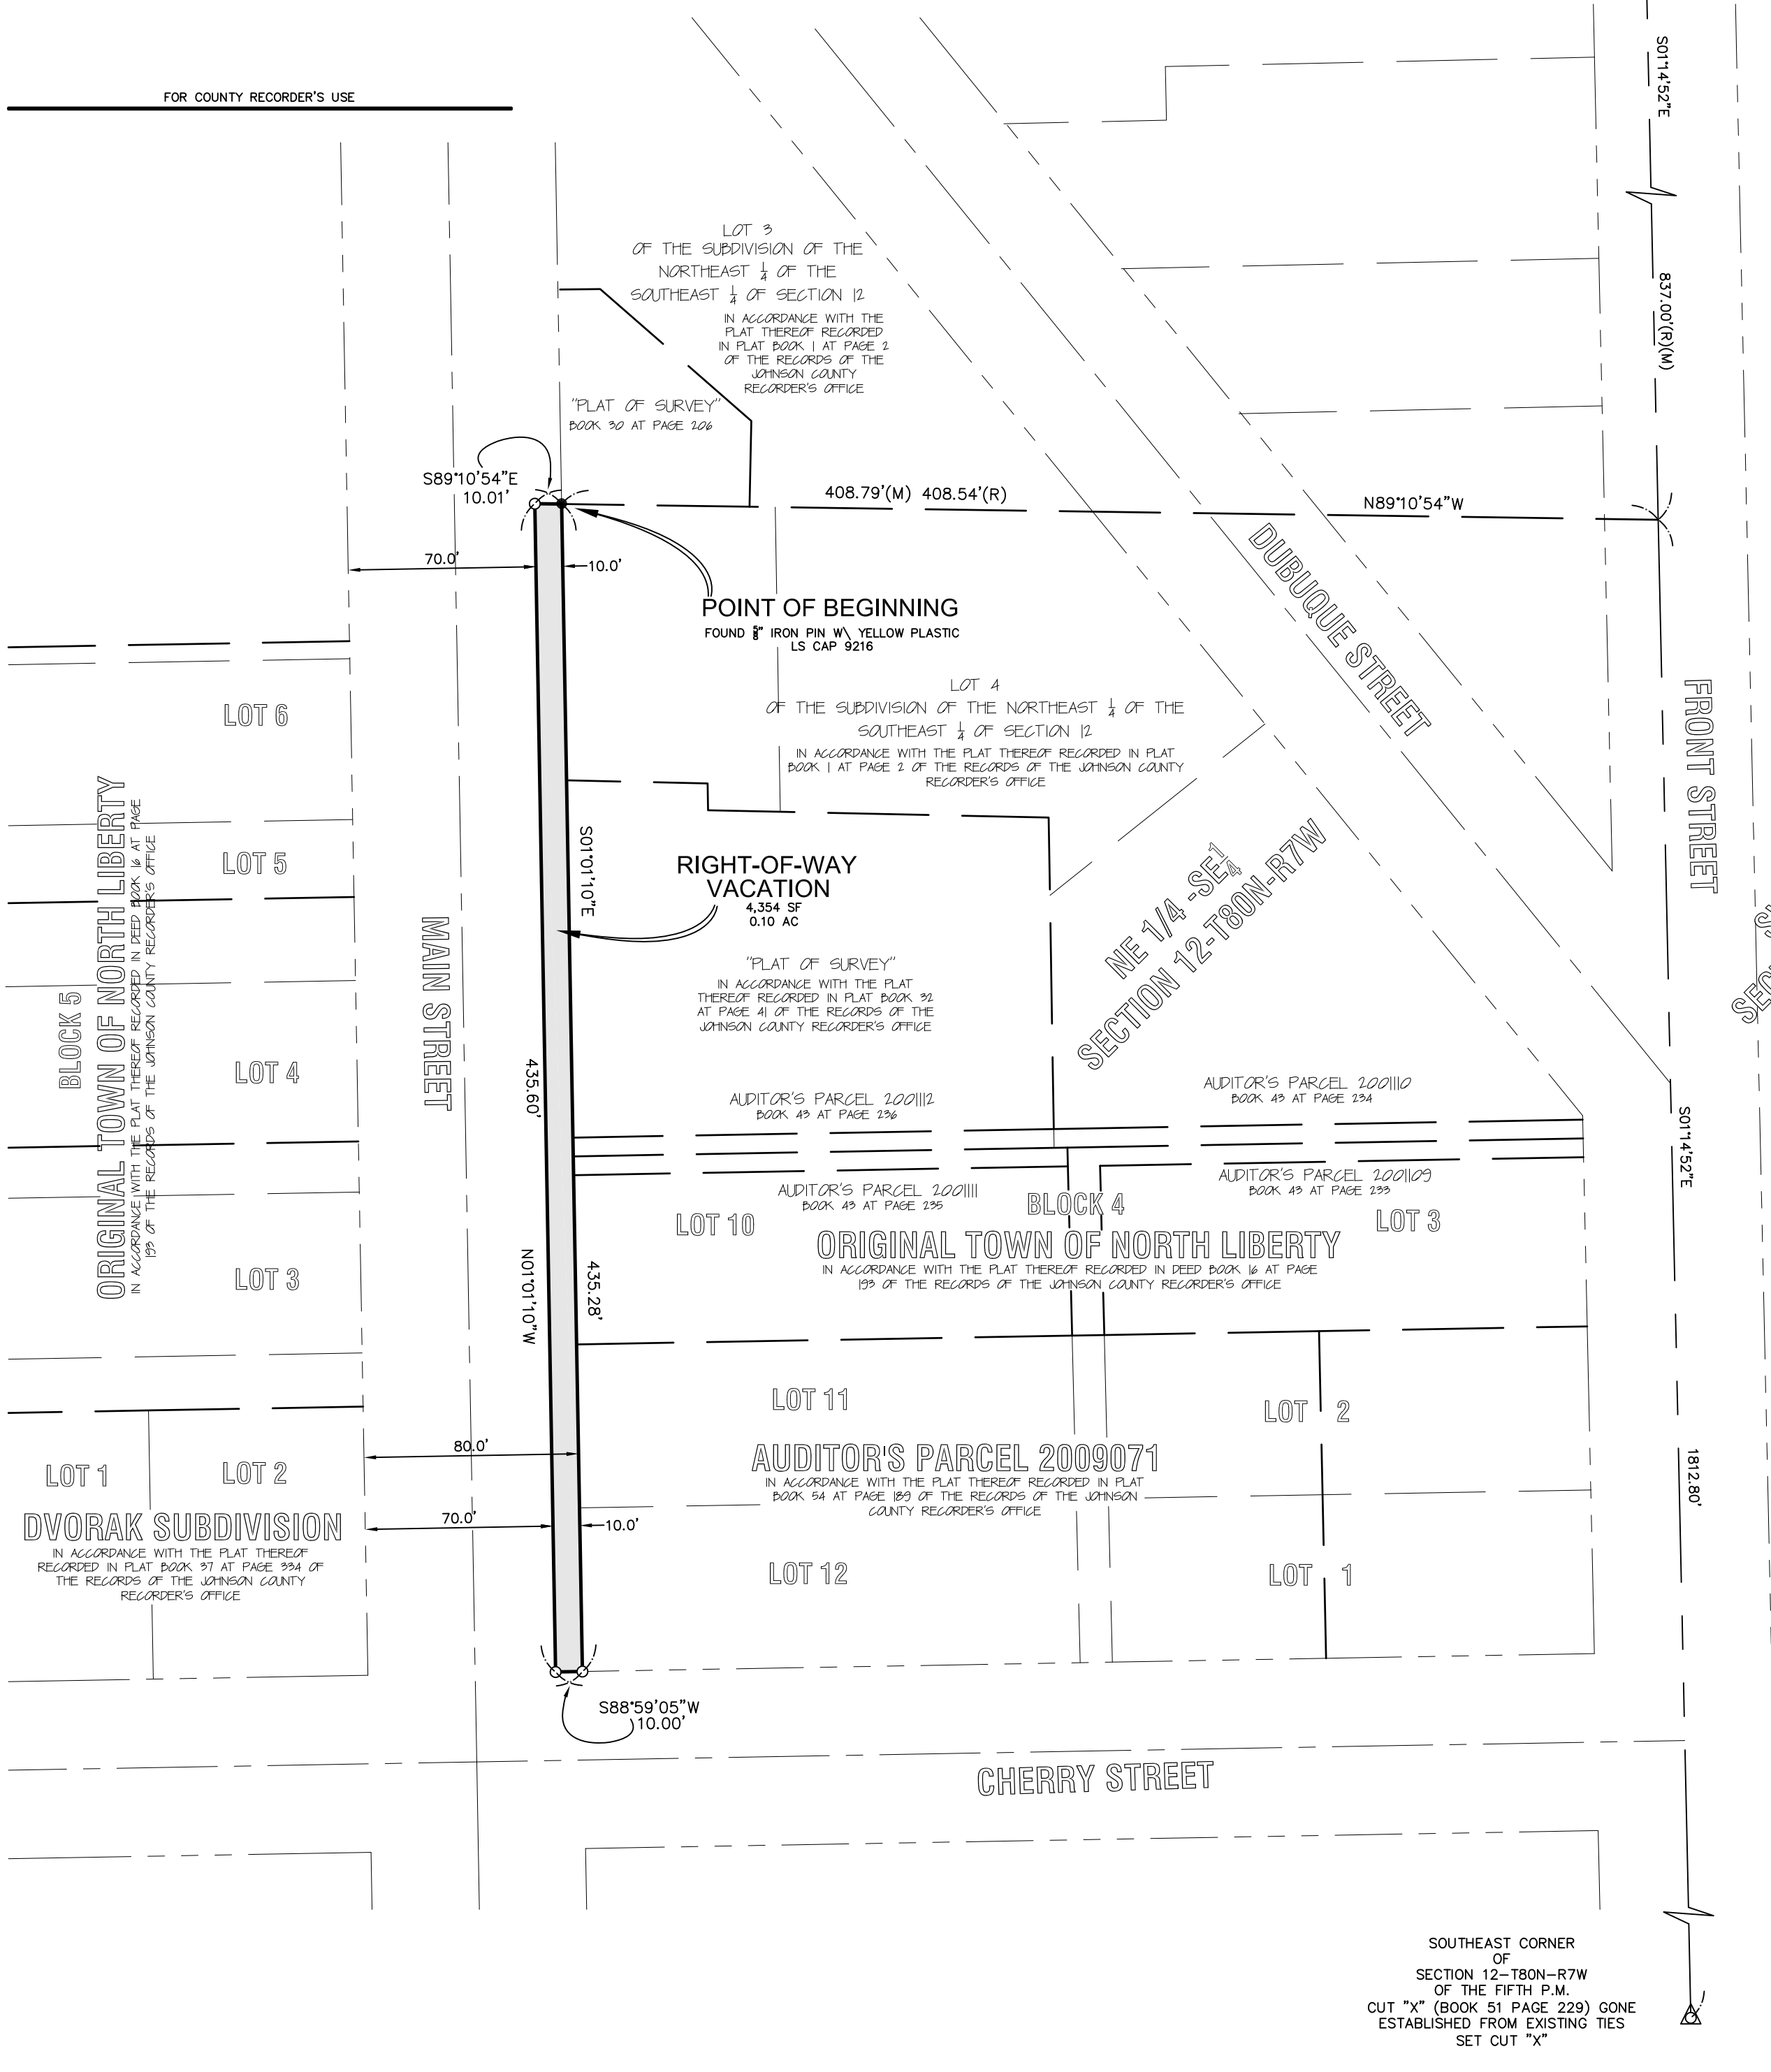 FOR COUNTY RECORDER'S USE
S01°14'52"E
837.00'(R)(M)
LOT 3
OF THE SUBDIVISION OF THE
NORTHEAST 1/4 OF THE
SOUTHEAST 1/4 OF SECTION 12
IN ACCORDANCE WITH THE
PLAT THEREOF RECORDED
IN PLAT BOOK 1 AT PAGE 2
OF THE RECORDS OF THE
JOHNSON COUNTY
RECORDER'S OFFICE
"PLAT OF SURVEY"
BOOK 30 AT PAGE 206
S89°10'54"E
10.01'
408.79'(M) 408.54'(R)
N89°10'54"W
70.0'
10.0'
POINT OF BEGINNING
FOUND 5/8" IRON PIN W\ YELLOW PLASTIC
LS CAP 9216
DUBUQUE STREET
FRONT STREET
LOT 4
OF THE SUBDIVISION OF THE NORTHEAST 1/4 OF THE
SOUTHEAST 1/4 OF SECTION 12
IN ACCORDANCE WITH THE PLAT THEREOF RECORDED IN PLAT
BOOK 1 AT PAGE 2 OF THE RECORDS OF THE JOHNSON COUNTY
RECORDER'S OFFICE
LOT 6
LOT 5
LOT 4
LOT 3
BLOCK 5
ORIGINAL TOWN OF NORTH LIBERTY
IN ACCORDANCE WITH THE PLAT THEREOF RECORDED IN DEED BOOK 16 AT PAGE
193 OF THE RECORDS OF THE JOHNSON COUNTY RECORDER'S OFFICE
MAIN STREET
S01°01'10"E
RIGHT-OF-WAY
VACATION
4,354 SF
0.10 AC
"PLAT OF SURVEY"
IN ACCORDANCE WITH THE PLAT
THEREOF RECORDED IN PLAT BOOK 32
AT PAGE 41 OF THE RECORDS OF THE
JOHNSON COUNTY RECORDER'S OFFICE
NE 1/4 -SE 1/4
SECTION 12-T80N-R7W
435.60'
N01°01'10"W
435.28'
AUDITOR'S PARCEL 2001112
BOOK 43 AT PAGE 236
AUDITOR'S PARCEL 2001110
BOOK 43 AT PAGE 234
AUDITOR'S PARCEL 2001111
BOOK 43 AT PAGE 235
AUDITOR'S PARCEL 2001109
BOOK 43 AT PAGE 233
S01°14'52"E
LOT 10
BLOCK 4
LOT 3
ORIGINAL TOWN OF NORTH LIBERTY
IN ACCORDANCE WITH THE PLAT THEREOF RECORDED IN DEED BOOK 16 AT PAGE
193 OF THE RECORDS OF THE JOHNSON COUNTY RECORDER'S OFFICE
LOT 11
LOT 2
80.0'
AUDITOR'S PARCEL 2009071
IN ACCORDANCE WITH THE PLAT THEREOF RECORDED IN PLAT
BOOK 54 AT PAGE 189 OF THE RECORDS OF THE JOHNSON
COUNTY RECORDER'S OFFICE
1812.80'
LOT 1
LOT 2
DVORAK SUBDIVISION
IN ACCORDANCE WITH THE PLAT THEREOF
RECORDED IN PLAT BOOK 37 AT PAGE 334 OF
THE RECORDS OF THE JOHNSON COUNTY
RECORDER'S OFFICE
70.0'
10.0'
LOT 12
LOT 1
S88°59'05"W
10.00'
CHERRY STREET
SOUTHEAST CORNER
OF
SECTION 12-T80N-R7W
OF THE FIFTH P.M.
CUT "X" (BOOK 51 PAGE 229) GONE
ESTABLISHED FROM EXISTING TIES
SET CUT "X"